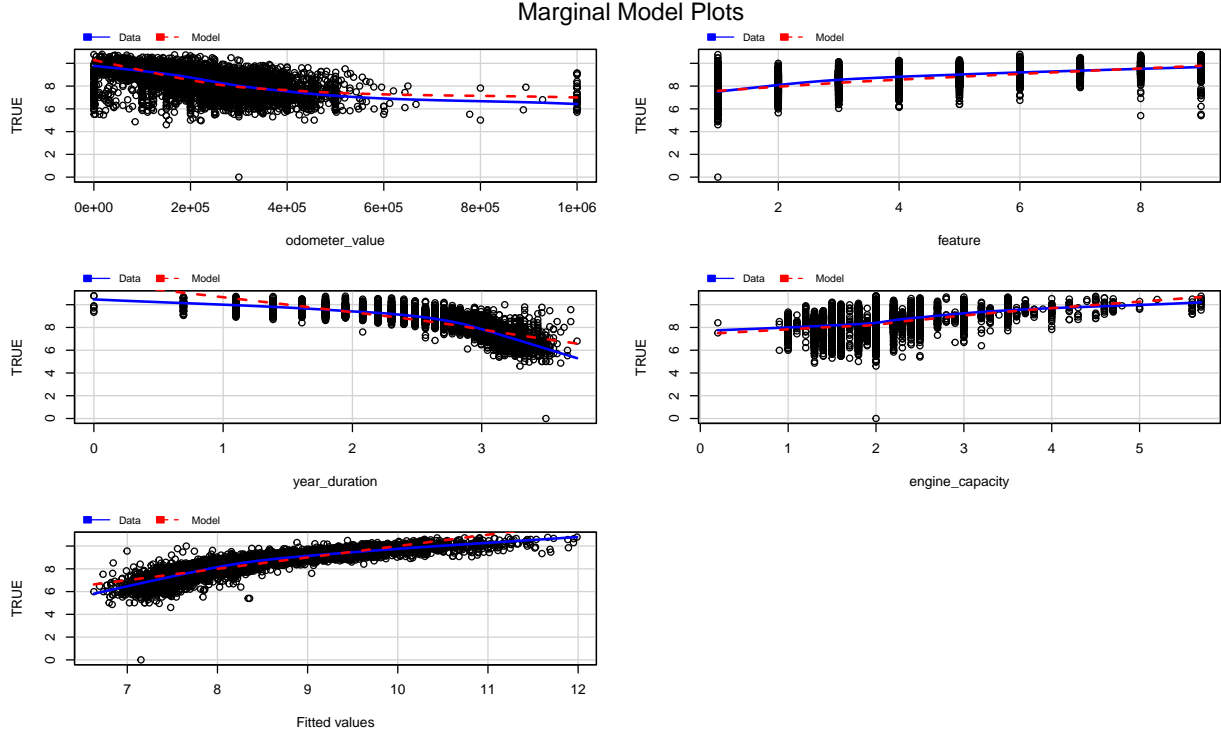 Marginal Model Plots
Data Model
TRUE
0 2 4 6 8
0e+00 2e+05 4e+05 6e+05 8e+05 1e+06
odometer_value
Data Model
TRUE
0 2 4 6 8
2 4 6 8
feature
Data Model
TRUE
0 2 4 6 8
0 1 2 3
year_duration
Data Model
TRUE
0 2 4 6 8
0 1 2 3 4 5
engine_capacity
Data Model
TRUE
0 2 4 6 8
7 8 9 10 11 12
Fitted values